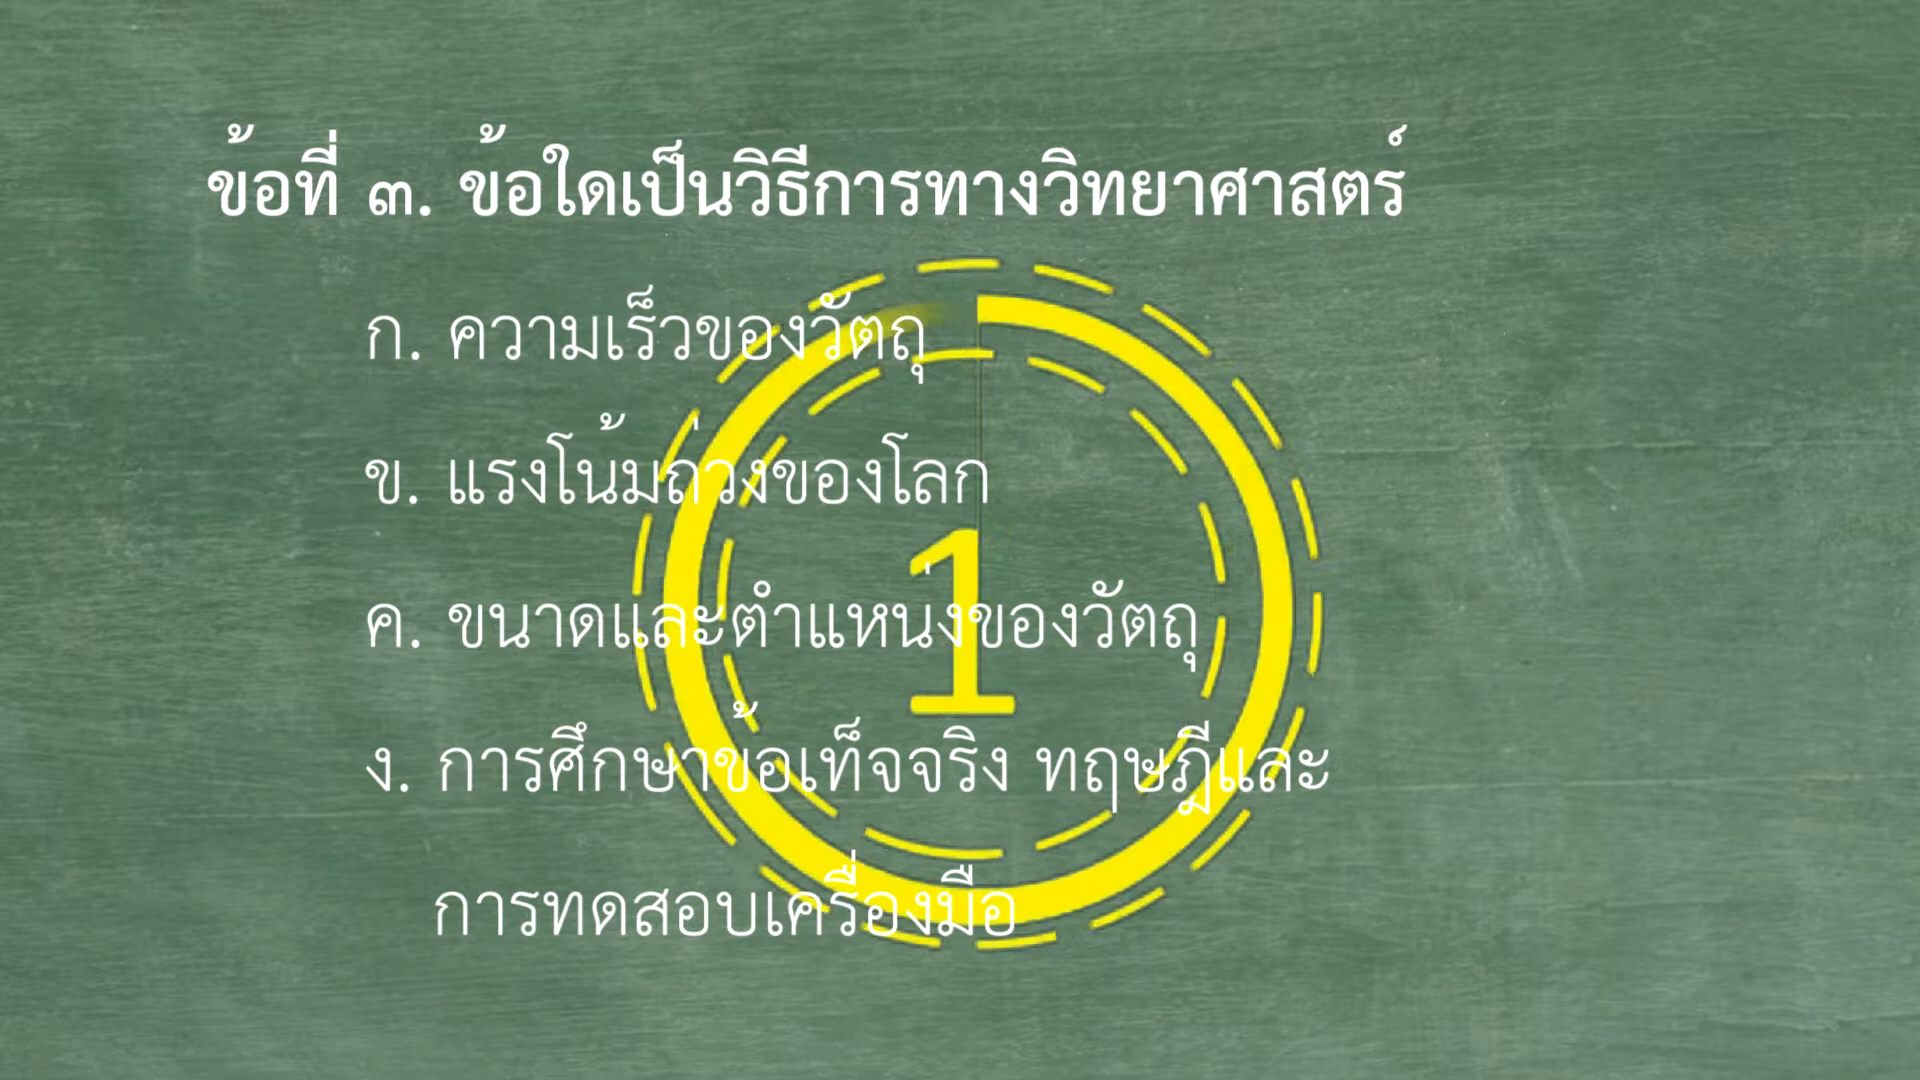 ข้อที่ ๓. ข้อใดเป็นวิธีการทางวิทยาศาสตร์
ก. ความเร็วของวัตถุ
ข. แรงโน้มถ่วงของโลก
1
ค. ขนาดและตำแหน่งของวัตถุ
ง. การศึกษาข้อเท็จจริง ทฤษฎีและ
การทดสอบเครื่องมือ